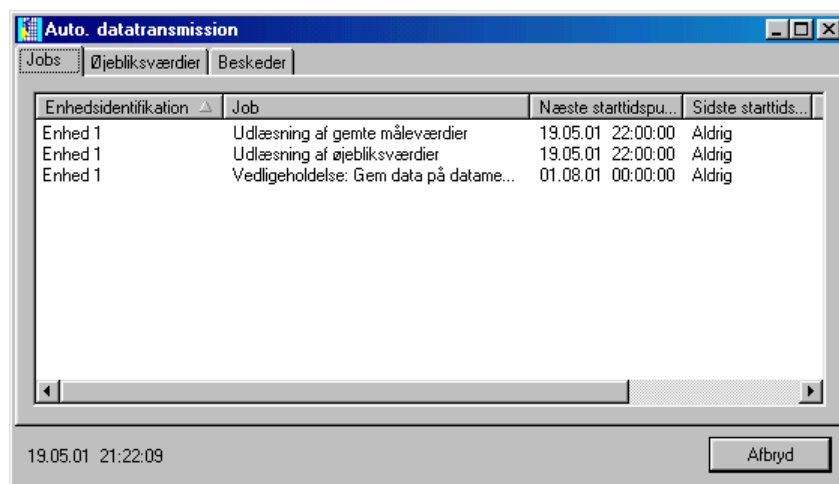 Auto. datatransmission
Jobs Øjebliksværdier Beskeder
Enhedsidentifikation Job Næste starttidspu... Sidste starttids...
Enhed 1 Udlæsning af gemte måleværdier 19.05.01 22:00:00 Aldrig
Enhed 1 Udlæsning af øjebliksværdier 19.05.01 22:00:00 Aldrig
Enhed 1 Vedligeholdelse: Gem data på datame... 01.08.01 00:00:00 Aldrig
19.05.01 21:22:09 Afbryd